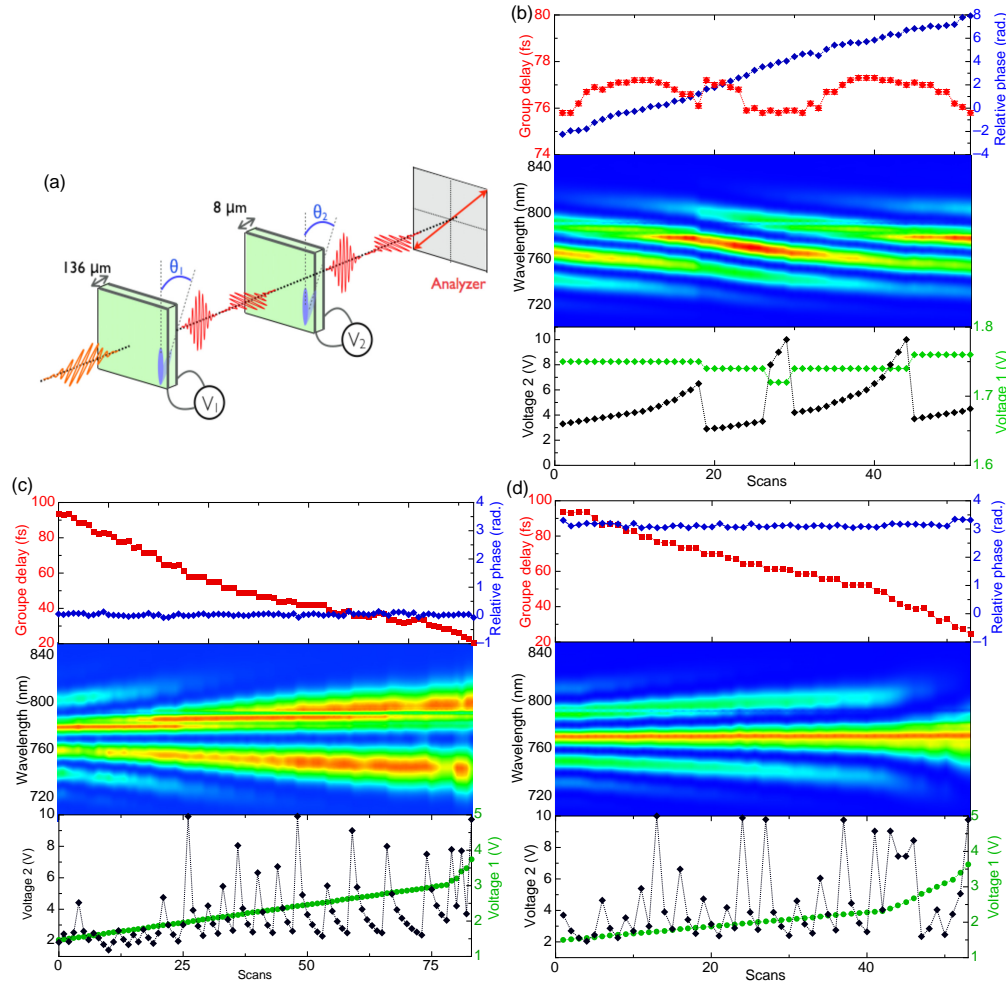 (a)
136 µm
θ1
V1
8 µm
θ2
V2
Analyzer
(b)
Group delay (fs)
80
78
76
74
Relative phase (rad.)
8
6
4
2
0
−2
−4
Wavelength (nm)
840
800
760
720
Voltage 2 (V)
10
8
6
4
2
0
Voltage 1 (V)
1.8
1.7
1.6
0
20
40
Scans
(c)
Groupe delay (fs)
100
80
60
40
20
Relative phase (rad.)
4
3
2
1
0
−1
Wavelength (nm)
840
800
760
720
Voltage 2 (V)
10
8
6
4
2
Voltage 1 (V)
5
4
3
2
1
0
25
50
75
Scans
(d)
Groupe delay (fs)
100
80
60
40
20
Relative phase (rad.)
4
3
2
1
0
−1
Wavelength (nm)
840
800
760
720
Voltage 2 (V)
10
8
6
4
2
Voltage 1 (V)
5
4
3
2
1
0
20
40
Scans